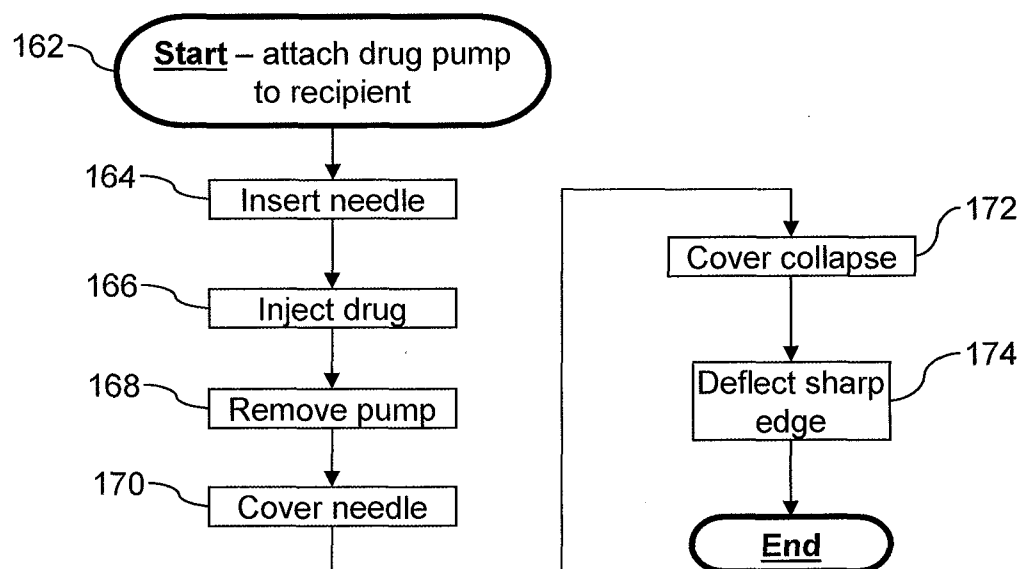 162
Start – attach drug pump
to recipient
164
Insert needle
166
Inject drug
168
Remove pump
170
Cover needle
172
Cover collapse
174
Deflect sharp
edge
End